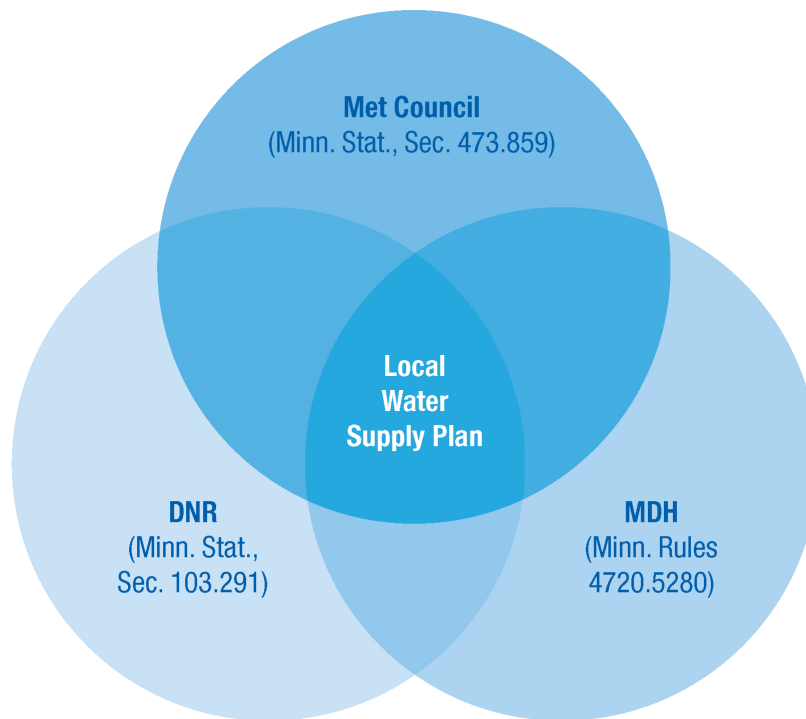 Met Council
(Minn. Stat., Sec. 473.859)
Local
Water
Supply Plan
DNR
(Minn. Stat.,
Sec. 103.291)
MDH
(Minn. Rules
4720.5280)